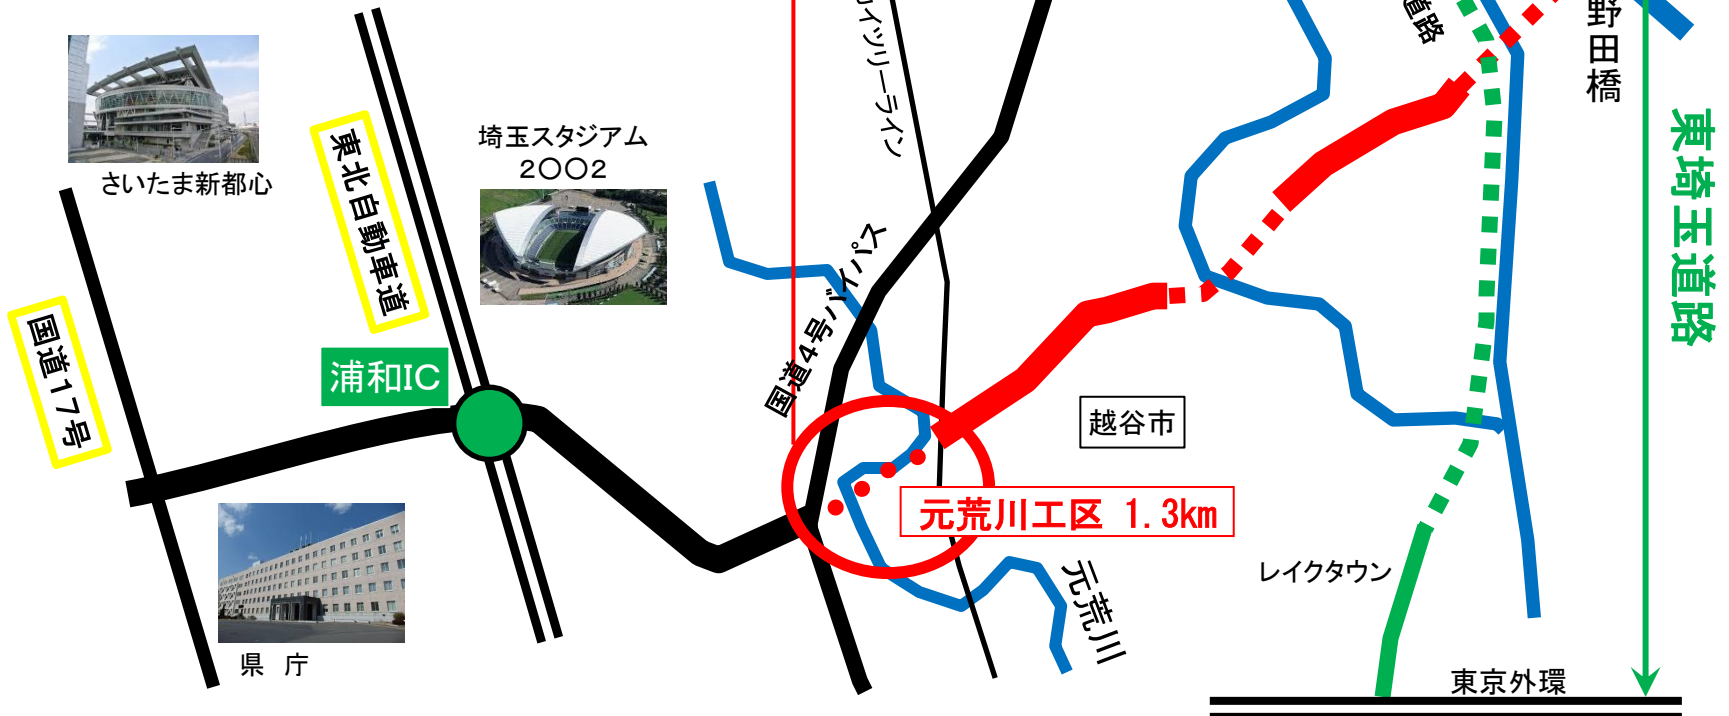 カイツリーライン
道路
野田橋
東埼玉道路
さいたま新都心
東北自動車道
埼玉スタジアム
2〇〇2
国道4号バイパス
国道17号
浦和IC
越谷市
元荒川工区 1.3km
レイクタウン
元荒川
県 庁
東京外環